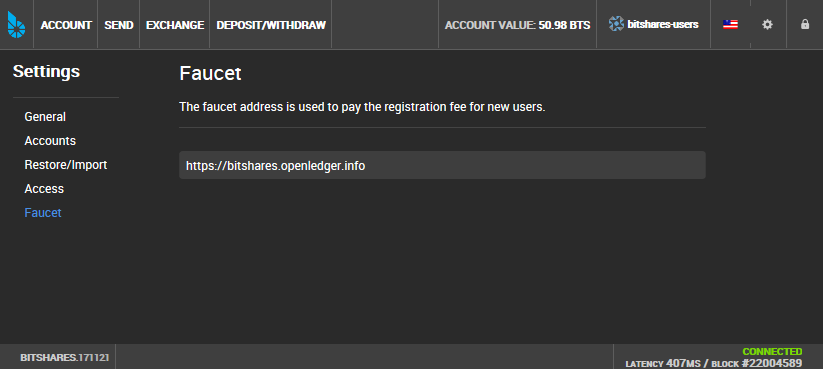 ACCOUNT SEND EXCHANGE DEPOSIT/WITHDRAW ACCOUNT VALUE: 50.98 BTS bitshares-users
Settings
General
Accounts
Restore/Import
Access
Faucet
Faucet
The faucet address is used to pay the registration fee for new users.
https://bitshares.openledger.info
BITSHARES.171121
CONNECTED
LATENCY 407MS / BLOCK #22004589